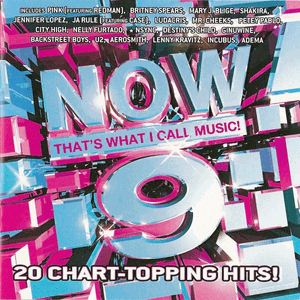 INCLUDES: PINK [FEATURING REDMAN], BRITNEY SPEARS, MARY J. BLIGE, SHAKIRA,
JENNIFER LOPEZ, JA RULE [FEATURING CASE], LUDACRIS, MR. CHEEKS, PETEY PABLO,
CITY HIGH, NELLY FURTADO, *NSYNC, DESTINY'S CHILD, GINUWINE,
BACKSTREET BOYS, U2, AEROSMITH, LENNY KRAVITZ, INCUBUS, ADEMA
NOW
THAT'S WHAT I CALL MUSIC!
9
20 CHART-TOPPING HITS!